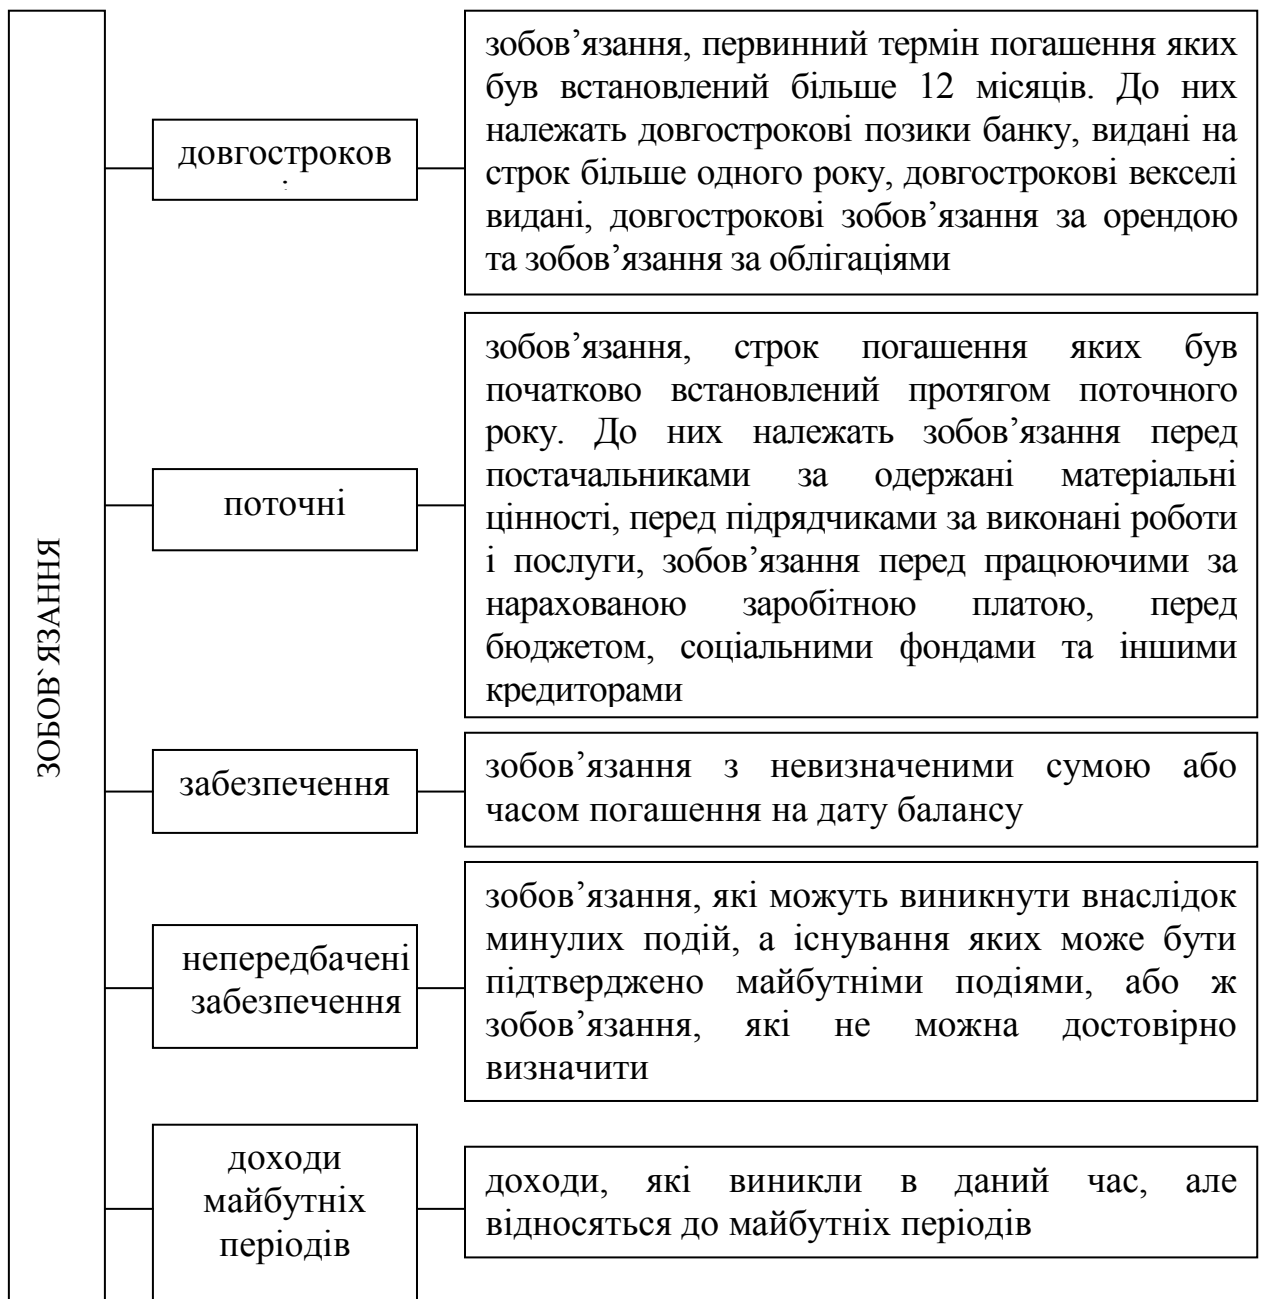 ЗОБОВ`ЯЗАННЯ
довгостроков
зобов’язання, первинний термін погашення яких
був встановлений більше 12 місяців. До них
належать довгострокові позики банку, видані на
строк більше одного року, довгострокові векселі
видані, довгострокові зобов’язання за орендою
та зобов’язання за облігаціями
поточні
зобов’язання, строк погашення яких був
початково встановлений протягом поточного
року. До них належать зобов’язання перед
постачальниками за одержані матеріальні
цінності, перед підрядчиками за виконані роботи
і послуги, зобов’язання перед працюючими за
нарахованою заробітною платою, перед
бюджетом, соціальними фондами та іншими
кредиторами
забезпечення
зобов’язання з невизначеними сумою або
часом погашення на дату балансу
непередбачені
забезпечення
зобов’язання, які можуть виникнути внаслідок
минулих подій, а існування яких може бути
підтверджено майбутніми подіями, або ж
зобов’язання, які не можна достовірно
визначити
доходи
майбутніх
періодів
доходи, які виникли в даний час, але
відносяться до майбутніх періодів